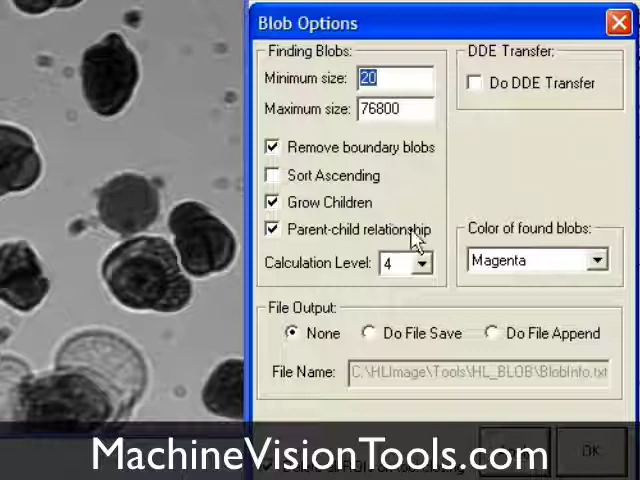 Blob Options
Finding Blobs:
Minimum size: 20
Maximum size: 76800
Remove boundary blobs
Sort Ascending
Grow Children
Parent-child relationship
Calculation Level: 4
DDE Transfer:
Do DDE Transfer
Color of found blobs:
Magenta
File Output:
None Do File Save Do File Append
File Name: C:\HLImage\Tools\HL_BLOB\BlobInfo.txt
OK
MachineVisionTools.com